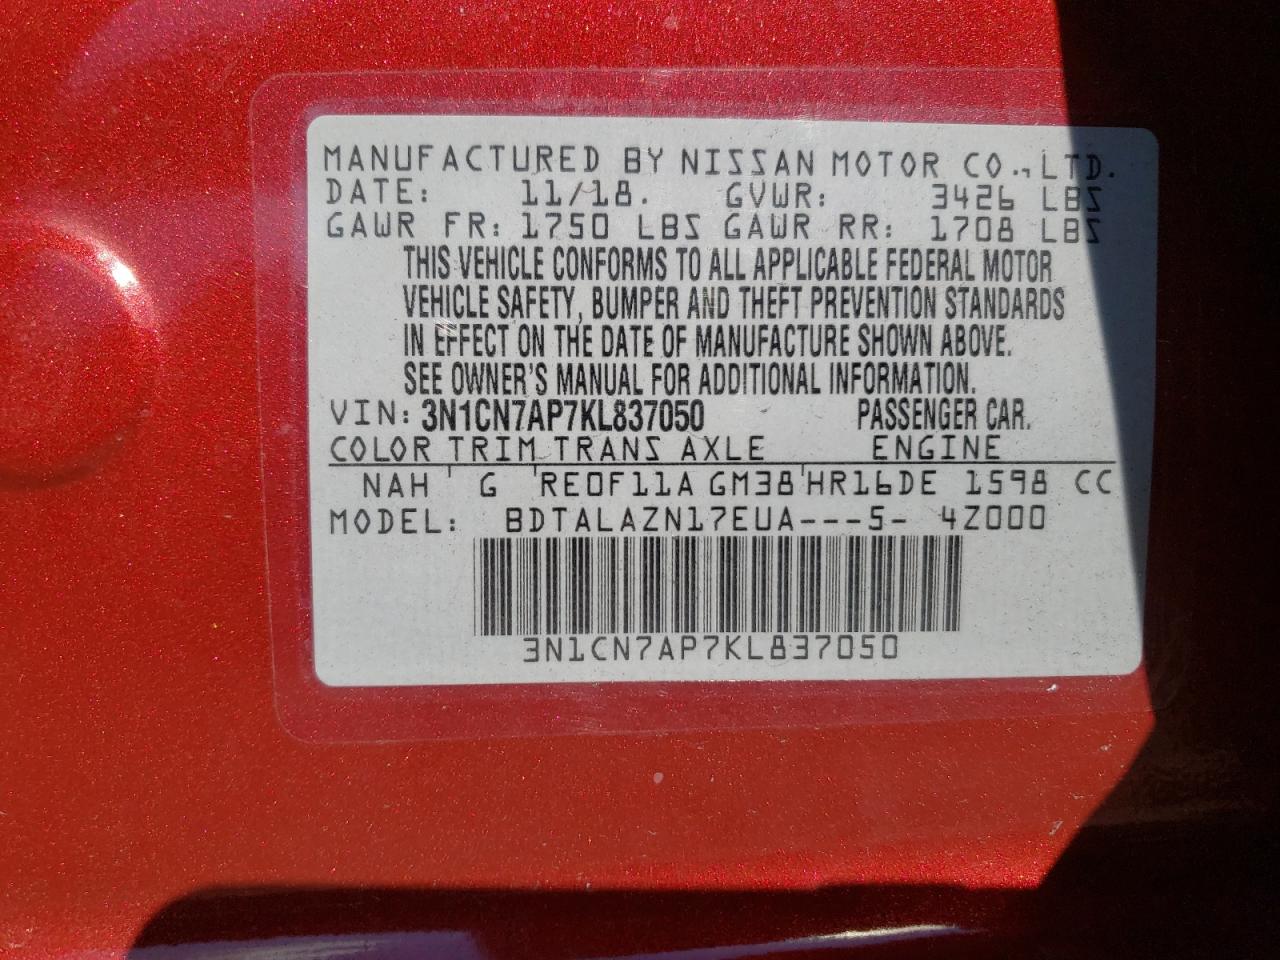 MANUFACTURED BY NISSAN MOTOR CO., LTD.
DATE: 11/18. GVWR: 3426 LBS
GAWR FR: 1750 LBS GAWR RR: 1708 LBS
THIS VEHICLE CONFORMS TO ALL APPLICABLE FEDERAL MOTOR
VEHICLE SAFETY, BUMPER AND THEFT PREVENTION STANDARDS
IN EFFECT ON THE DATE OF MANUFACTURE SHOWN ABOVE.
SEE OWNER'S MANUAL FOR ADDITIONAL INFORMATION.
VIN: 3N1CN7AP7KL837050 PASSENGER CAR.
COLOR TRIM TRANS AXLE ENGINE
NAH G RE0F11A GM38 HR16DE 1598 CC
MODEL: BDTALAZN17EUA---5- 4Z000
3N1CN7AP7KL837050